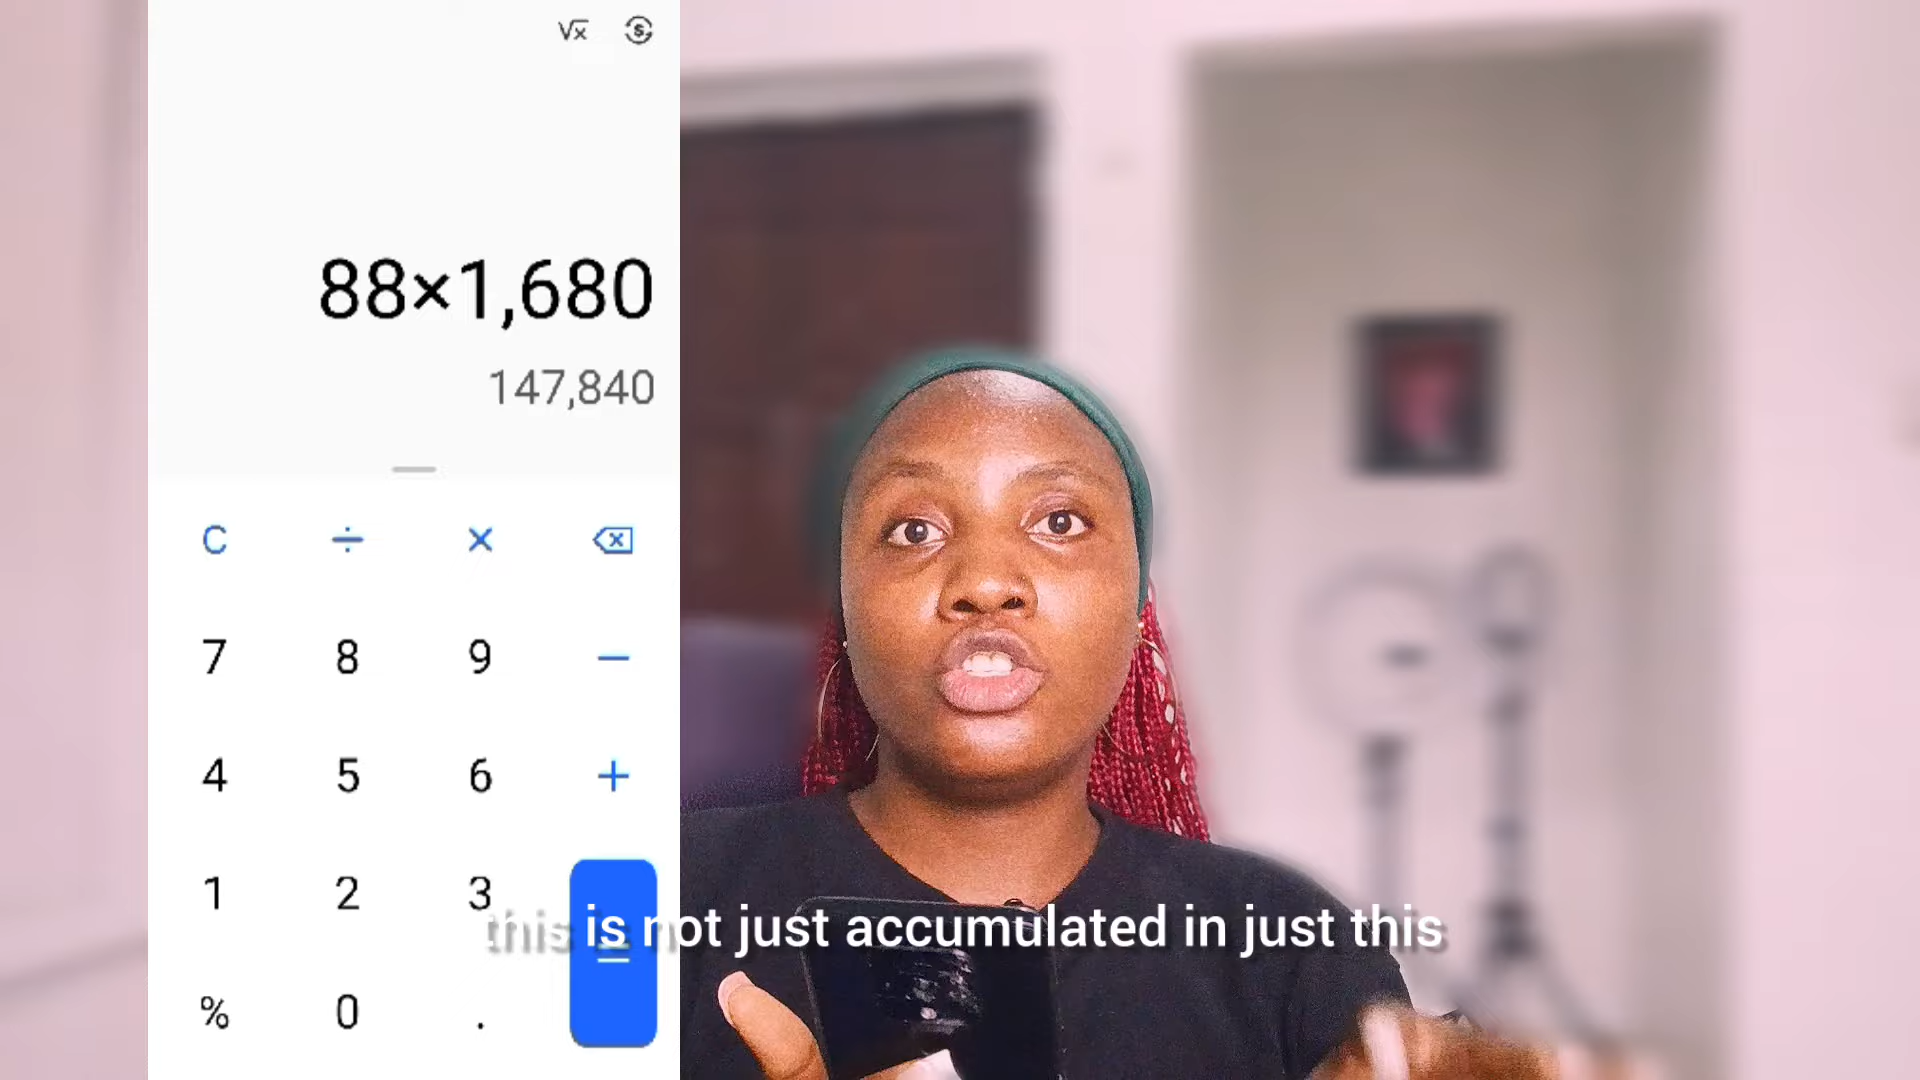 √x
88×1,680
147,840
C ÷ ×
7 8 9 −
4 5 6 +
1 2 3 =
% 0 .
this is not just accumulated in just this